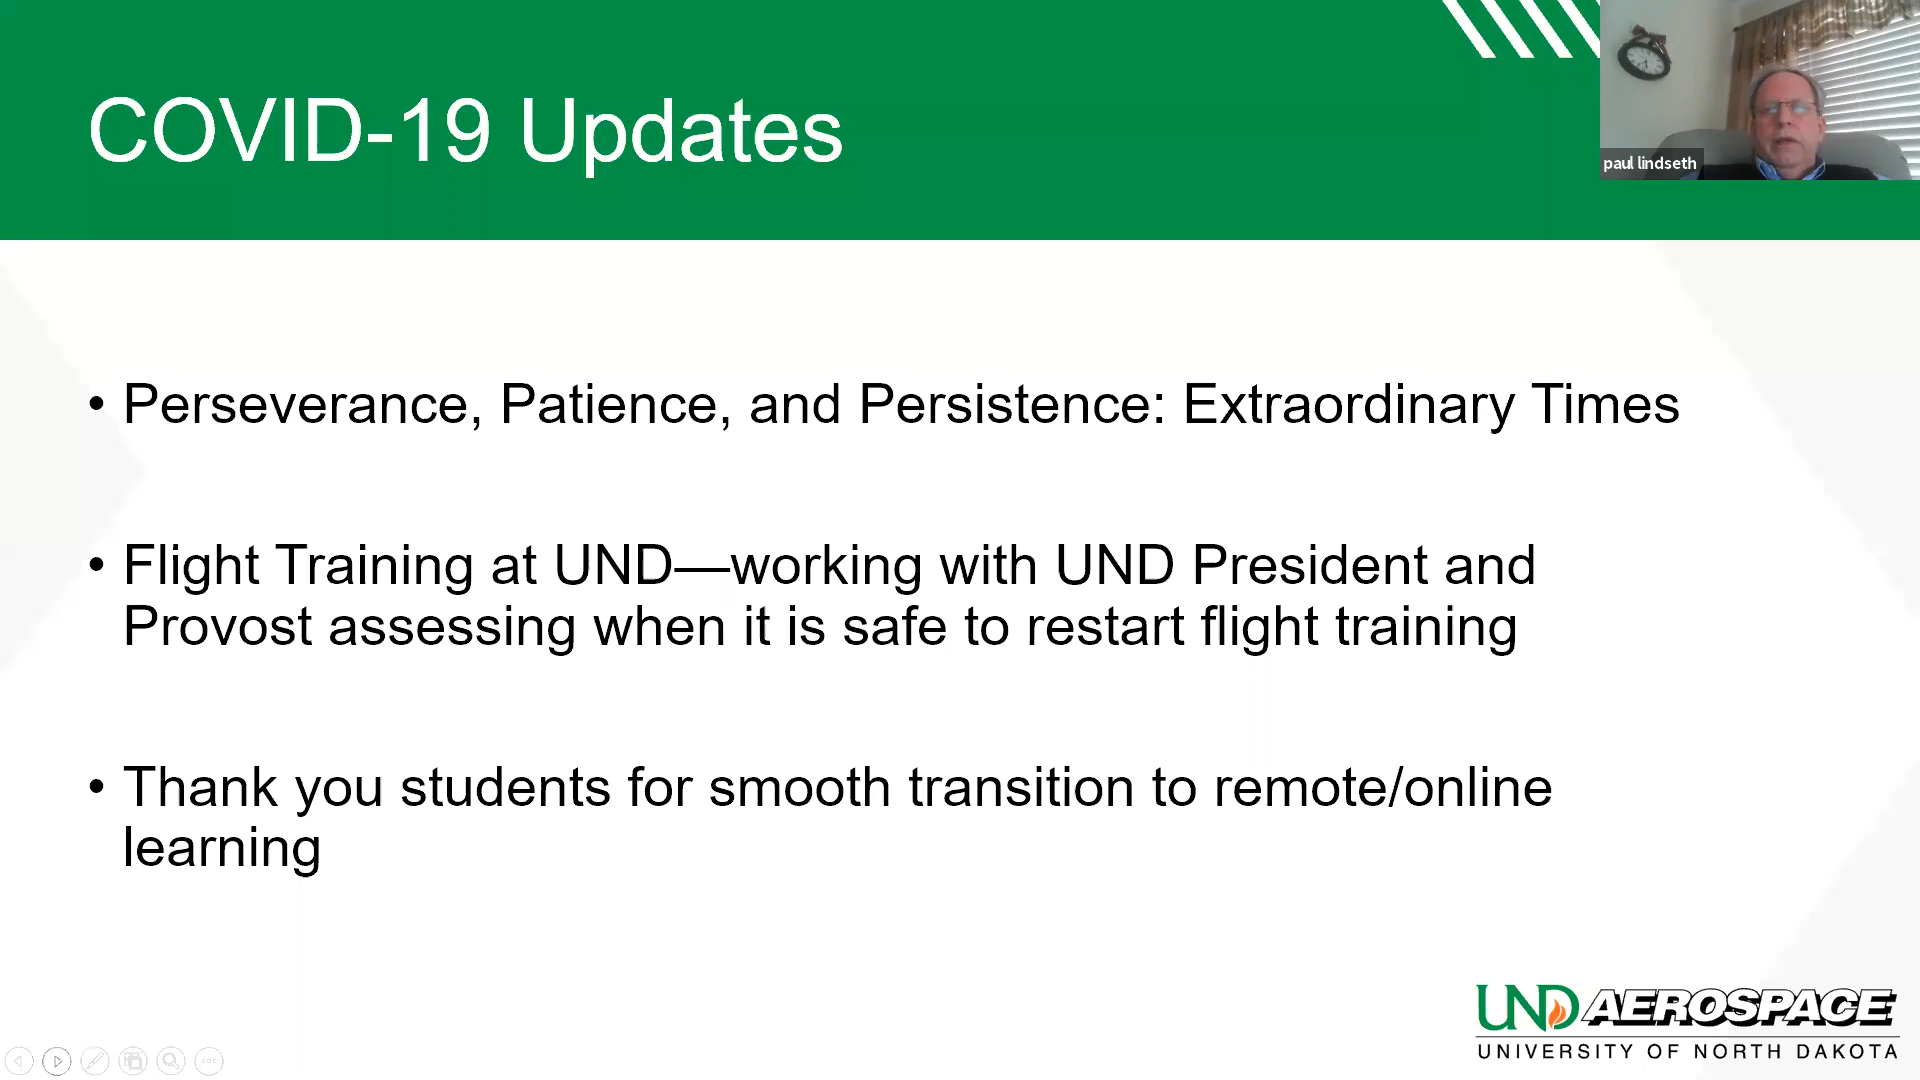 COVID-19 Updates
paul lindseth
• Perseverance, Patience, and Persistence: Extraordinary Times
• Flight Training at UND—working with UND President and
Provost assessing when it is safe to restart flight training
• Thank you students for smooth transition to remote/online
learning
UND AEROSPACE
UNIVERSITY OF NORTH DAKOTA